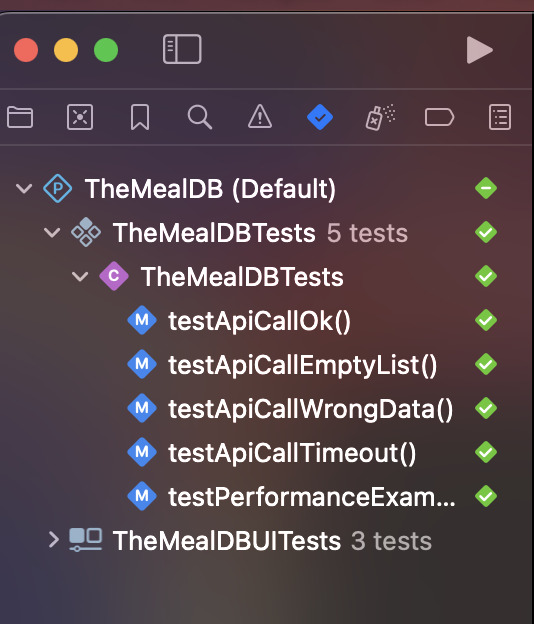 P TheMealDB (Default)
TheMealDBTests 5 tests
C TheMealDBTests
M testApiCallOk()
M testApiCallEmptyList()
M testApiCallWrongData()
M testApiCallTimeout()
M testPerformanceExam...
TheMealDBUITests 3 tests